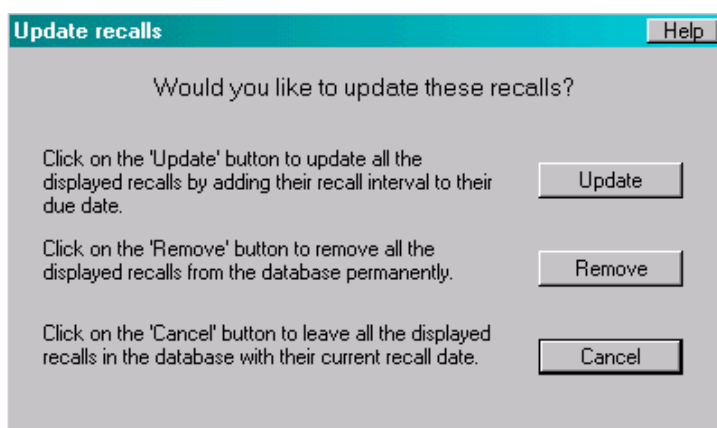 Update recalls Help
Would you like to update these recalls?
Click on the 'Update' button to update all the
displayed recalls by adding their recall interval to their
due date.
Update
Click on the 'Remove' button to remove all the
displayed recalls from the database permanently.
Remove
Click on the 'Cancel' button to leave all the displayed
recalls in the database with their current recall date.
Cancel